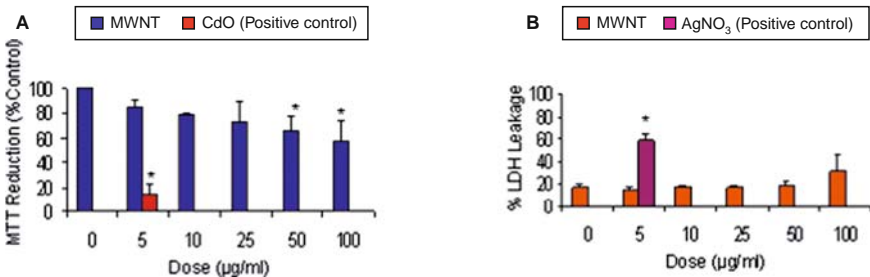 A
MWNT CdO (Positive control)
MTT Reduction (%Control)
100
80
60
40
20
0
*
* *
0 5 10 25 50 100
Dose (µg/ml)
B
MWNT AgNO₃ (Positive control)
% LDH Leakage
100
80
60
40
20
0
*
0 5 10 25 50 100
Dose (µg/ml)